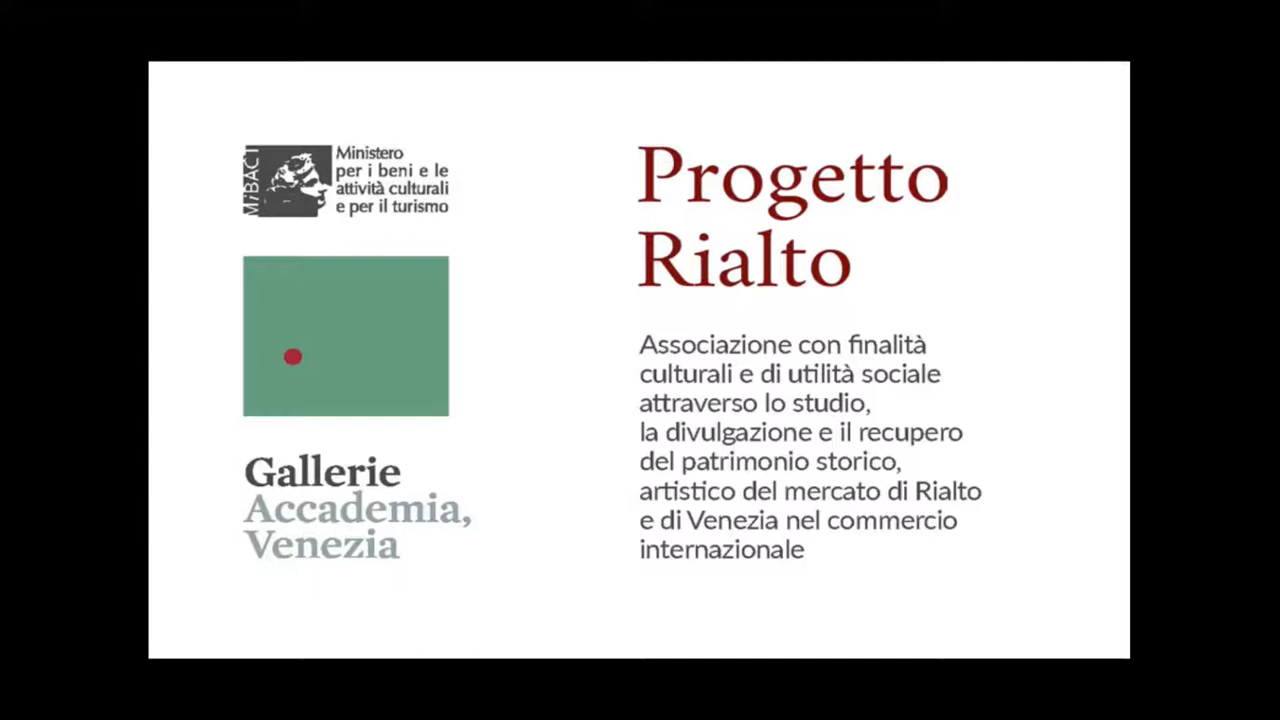 MiBACT
Ministero
per i beni e le
attività culturali
e per il turismo
Gallerie
Accademia,
Venezia
Progetto
Rialto
Associazione con finalità
culturali e di utilità sociale
attraverso lo studio,
la divulgazione e il recupero
del patrimonio storico,
artistico del mercato di Rialto
e di Venezia nel commercio
internazionale